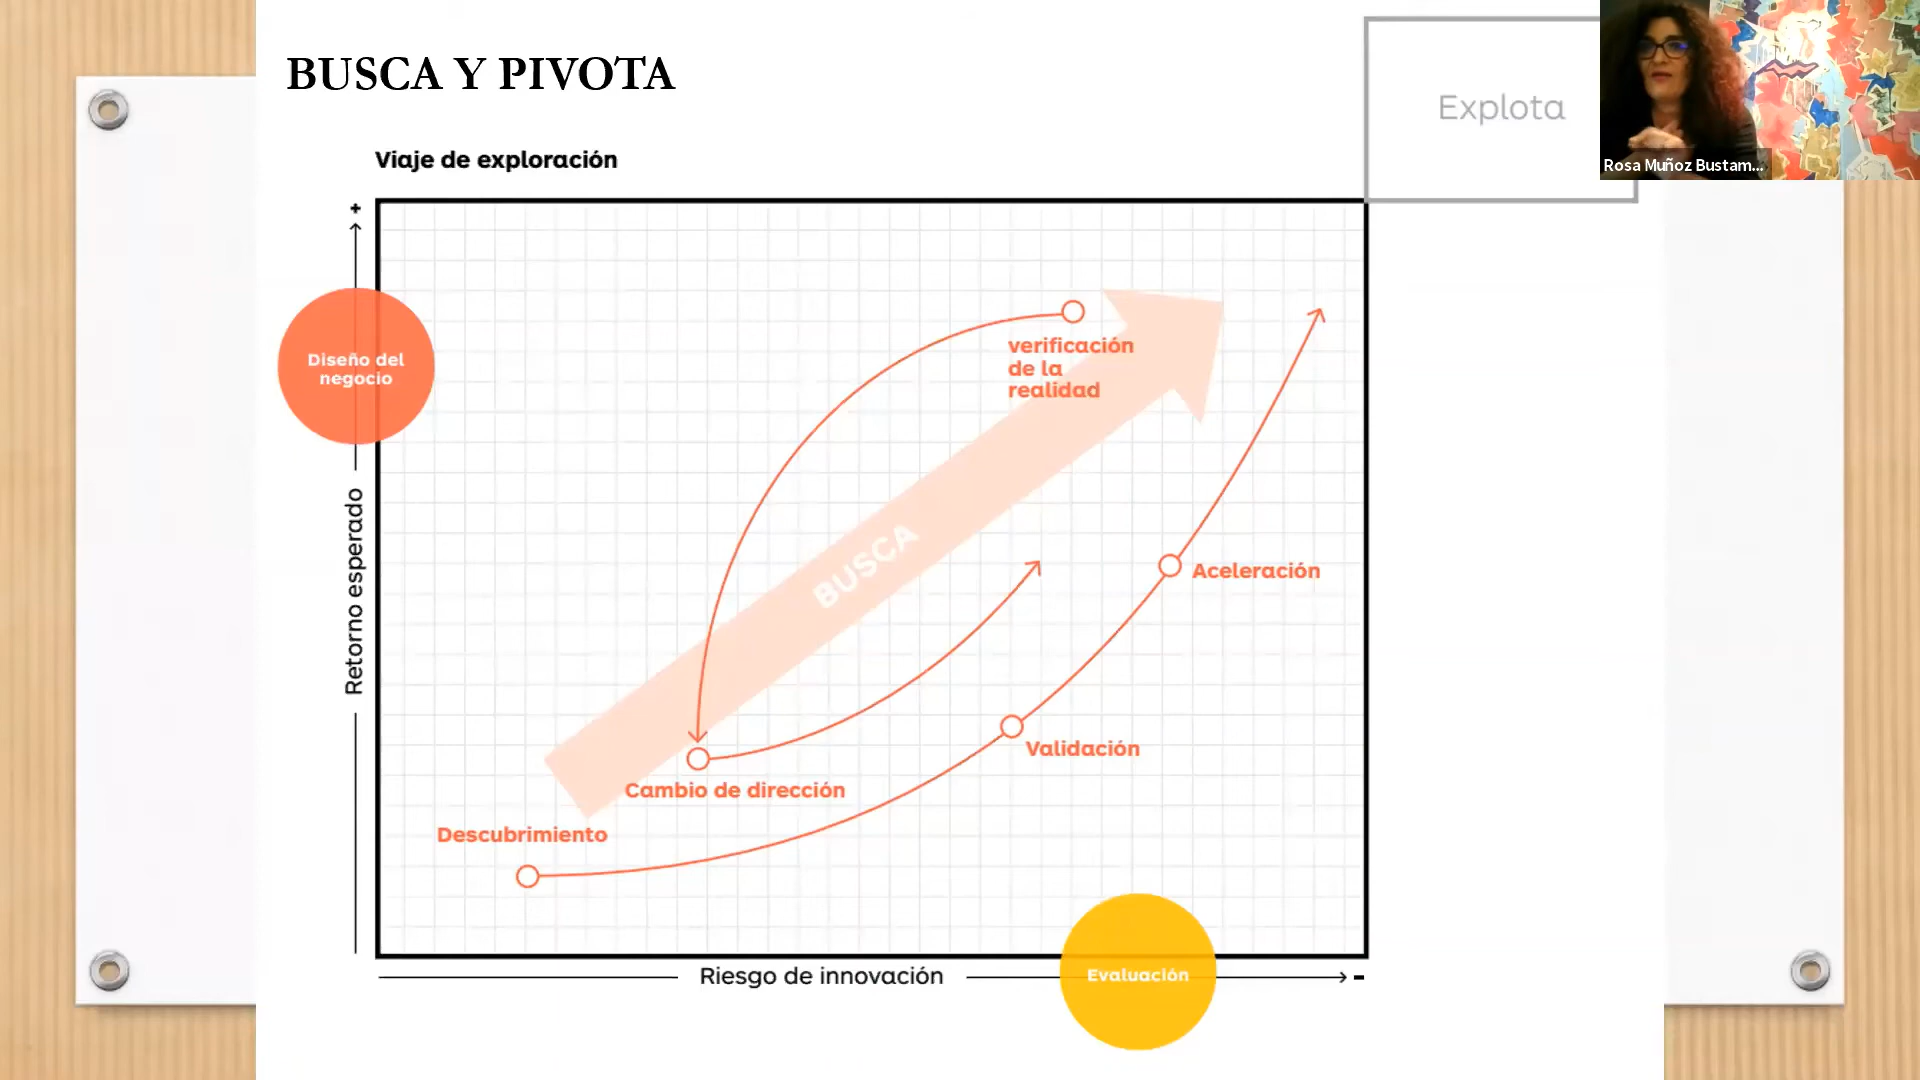 BUSCA Y PIVOTA
Explota
Rosa Muñoz Bustam...
Viaje de exploración
+
Diseño del
negocio
verificación
de la
realidad
Retorno esperado
BUSCA
Aceleración
Validación
Cambio de dirección
Descubrimiento
Riesgo de innovación
Evaluación
-